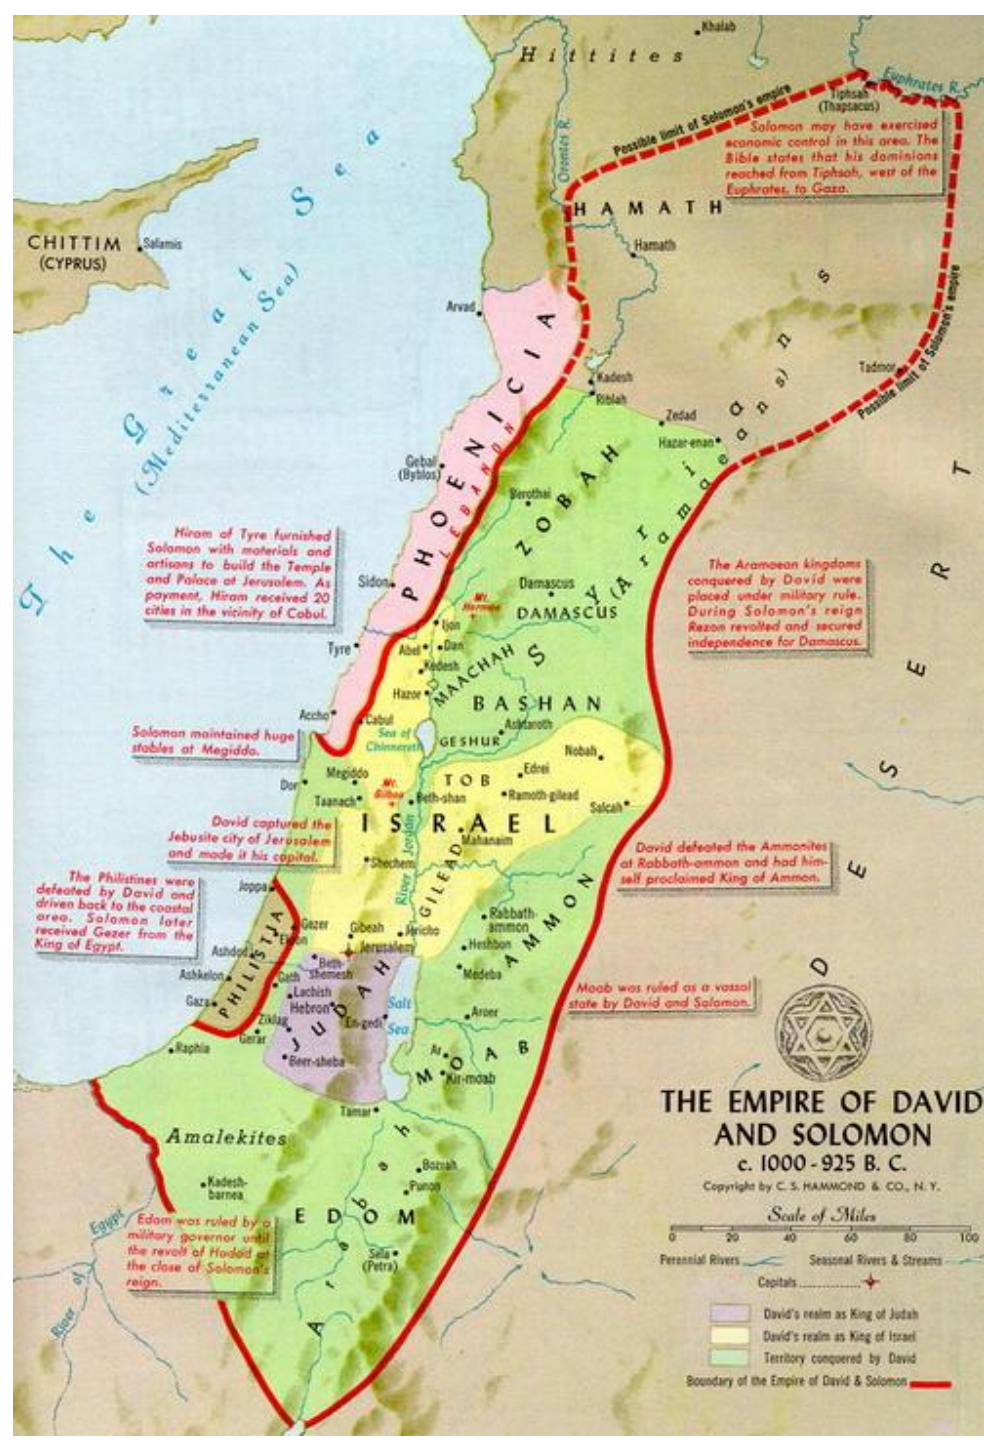 Khalab
Hittites
Euphrates R.
Tiphsah
(Thapsacus)
Possible limit of Solomon's empire
Solomon may have exercised
economic control in this area. The
Bible states that his dominions
reached from Tiphsah, west of the
Euphrates, to Gaza.
Orontes R.
HAMATH
Hamath
CHITTIM
(CYPRUS)
Salamis
The Great Sea
(Mediterranean Sea)
Arvad
PHOENICIA
LEBANON
Kadesh
Riblah
Tadmor
Possible limit of Solomon's empire
Zedad
Hazar-enan
Syrians
(Aramaeans)
Gebal
(Byblos)
ZOBAH
Berothai
DESERT
Hiram of Tyre furnished
Solomon with materials and
artisans to build the Temple
and Palace at Jerusalem. As
payment, Hiram received 20
cities in the vicinity of Cabul.
Sidon
Damascus
DAMASCUS
Mt.
Hermon
The Aramaean kingdoms
conquered by David were
placed under military rule.
During Solomon's reign
Rezon revolted and secured
independence for Damascus.
Ijon
Tyre
Abel
Dan
Kedesh
MAACHAH
Hazor
BASHAN
Accho
Cabul
Ashtaroth
Sea of
Chinnereth
GESHUR
Solomon maintained huge
stables at Megiddo.
Nobah
Dor
Megiddo
Mt.
Gilboa
TOB
Edrei
Taanach
Beth-shan
Ramoth-gilead
Salcah
David captured the
Jebusite city of Jerusalem
and made it his capital.
ISRAEL
Mahanaim
River Jordan
Shechem
GILEAD
David defeated the Ammonites
at Rabbath-ammon and had him-
self proclaimed King of Ammon.
The Philistines were
defeated by David and
driven back to the coastal
area. Solomon later
received Gezer from the
King of Egypt.
Joppa
PHILISTIA
Gezer
Ekron
Gibeah
Jericho
Rabbath-
ammon
AMMON
Ashdod
Jerusalem
Heshbon
Beth-
shemesh
Ashkelon
Gath
Medeba
Gaza
Lachish
Hebron
JUDAH
Salt
Sea
Moab was ruled as a vassal
state by David and Solomon.
Ziklag
En-gedi
Aroer
Gerar
Raphia
Beer-sheba
Ar
MOAB
Kir-moab
Tamar
Amalekites
Arabah
Kadesh-
barnea
Bozrah
Punon
EDOM
Sela
(Petra)
River of Egypt
Edom was ruled by a
military governor until
the revolt of Hadad at
the close of Solomon's
reign.
THE EMPIRE OF DAVID
AND SOLOMON
c. 1000-925 B. C.
Copyright by C. S. HAMMOND & CO., N. Y.
Scale of Miles
0 20 40 60 80 100
Perennial Rivers
Seasonal Rivers & Streams
Capitals
David's realm as King of Judah
David's realm as King of Israel
Territory conquered by David
Boundary of the Empire of David & Solomon